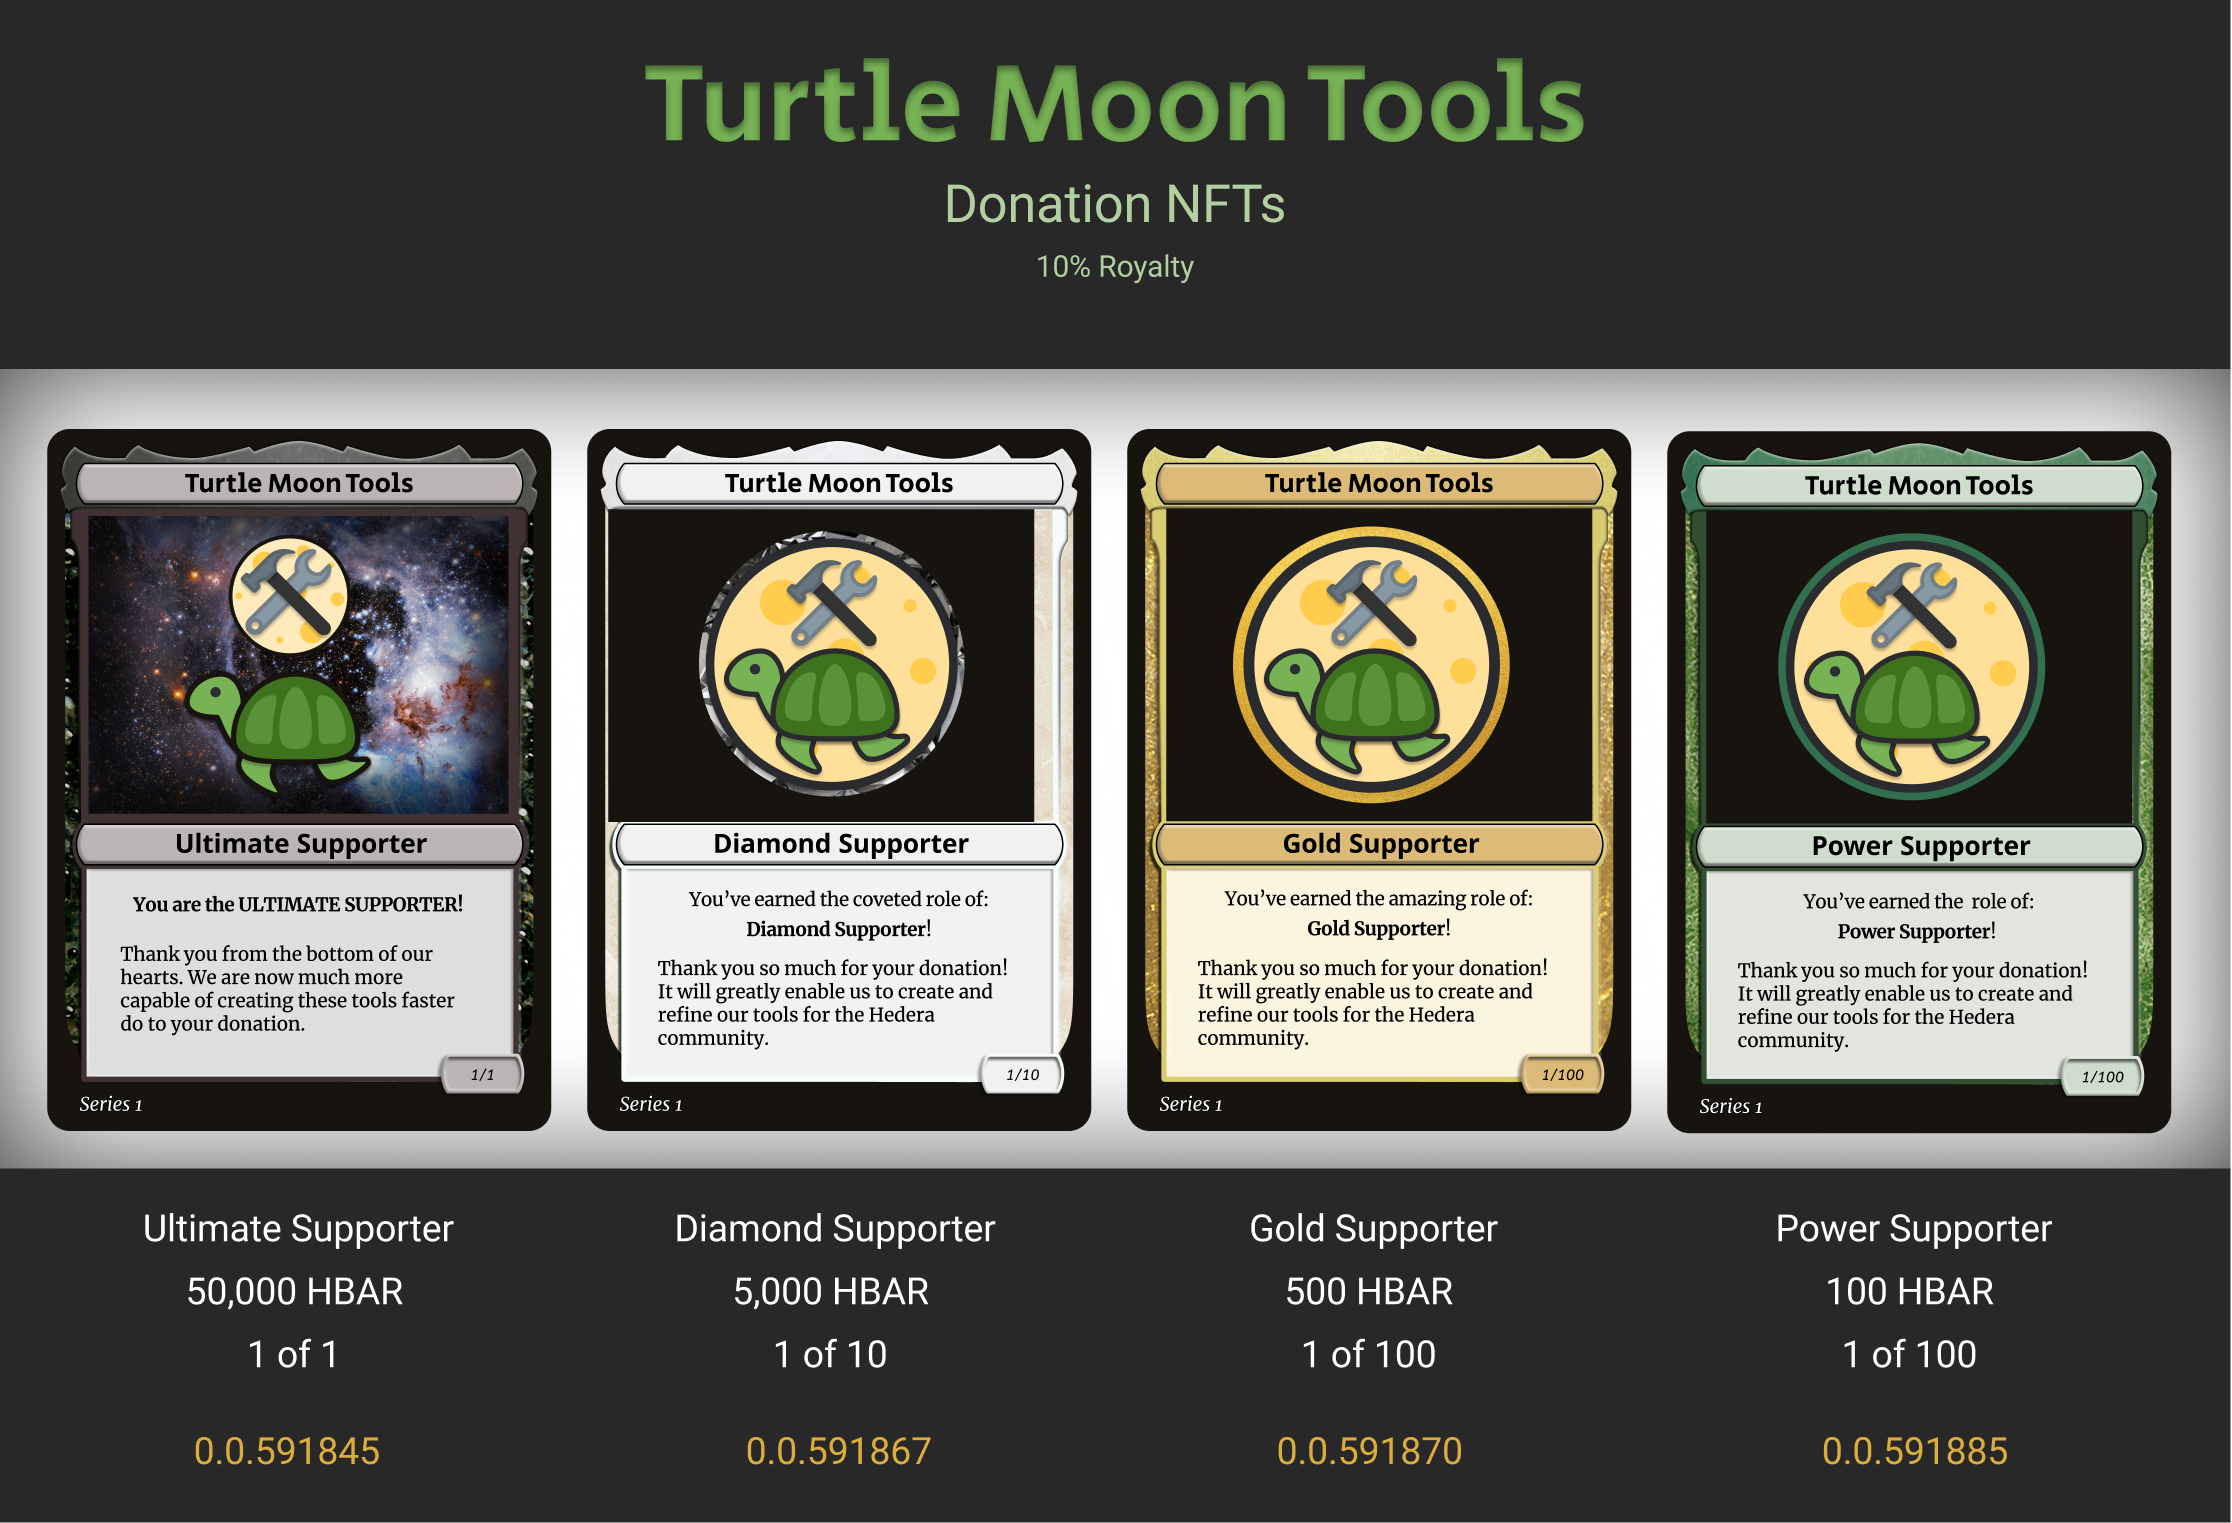 Turtle Moon Tools
Donation NFTs
10% Royalty
Turtle Moon Tools
Ultimate Supporter
You are the ULTIMATE SUPPORTER!
Thank you from the bottom of our
hearts. We are now much more
capable of creating these tools faster
do to your donation.
1/1
Series 1
Turtle Moon Tools
Diamond Supporter
You've earned the coveted role of:
Diamond Supporter!
Thank you so much for your donation!
It will greatly enable us to create and
refine our tools for the Hedera
community.
1/10
Series 1
Turtle Moon Tools
Gold Supporter
You've earned the amazing role of:
Gold Supporter!
Thank you so much for your donation!
It will greatly enable us to create and
refine our tools for the Hedera
community.
1/100
Series 1
Turtle Moon Tools
Power Supporter
You've earned the  role of:
Power Supporter!
Thank you so much for your donation!
It will greatly enable us to create and
refine our tools for the Hedera
community.
1/100
Series 1
Ultimate Supporter
50,000 HBAR
1 of 1
0.0.591845
Diamond Supporter
5,000 HBAR
1 of 10
0.0.591867
Gold Supporter
500 HBAR
1 of 100
0.0.591870
Power Supporter
100 HBAR
1 of 100
0.0.591885